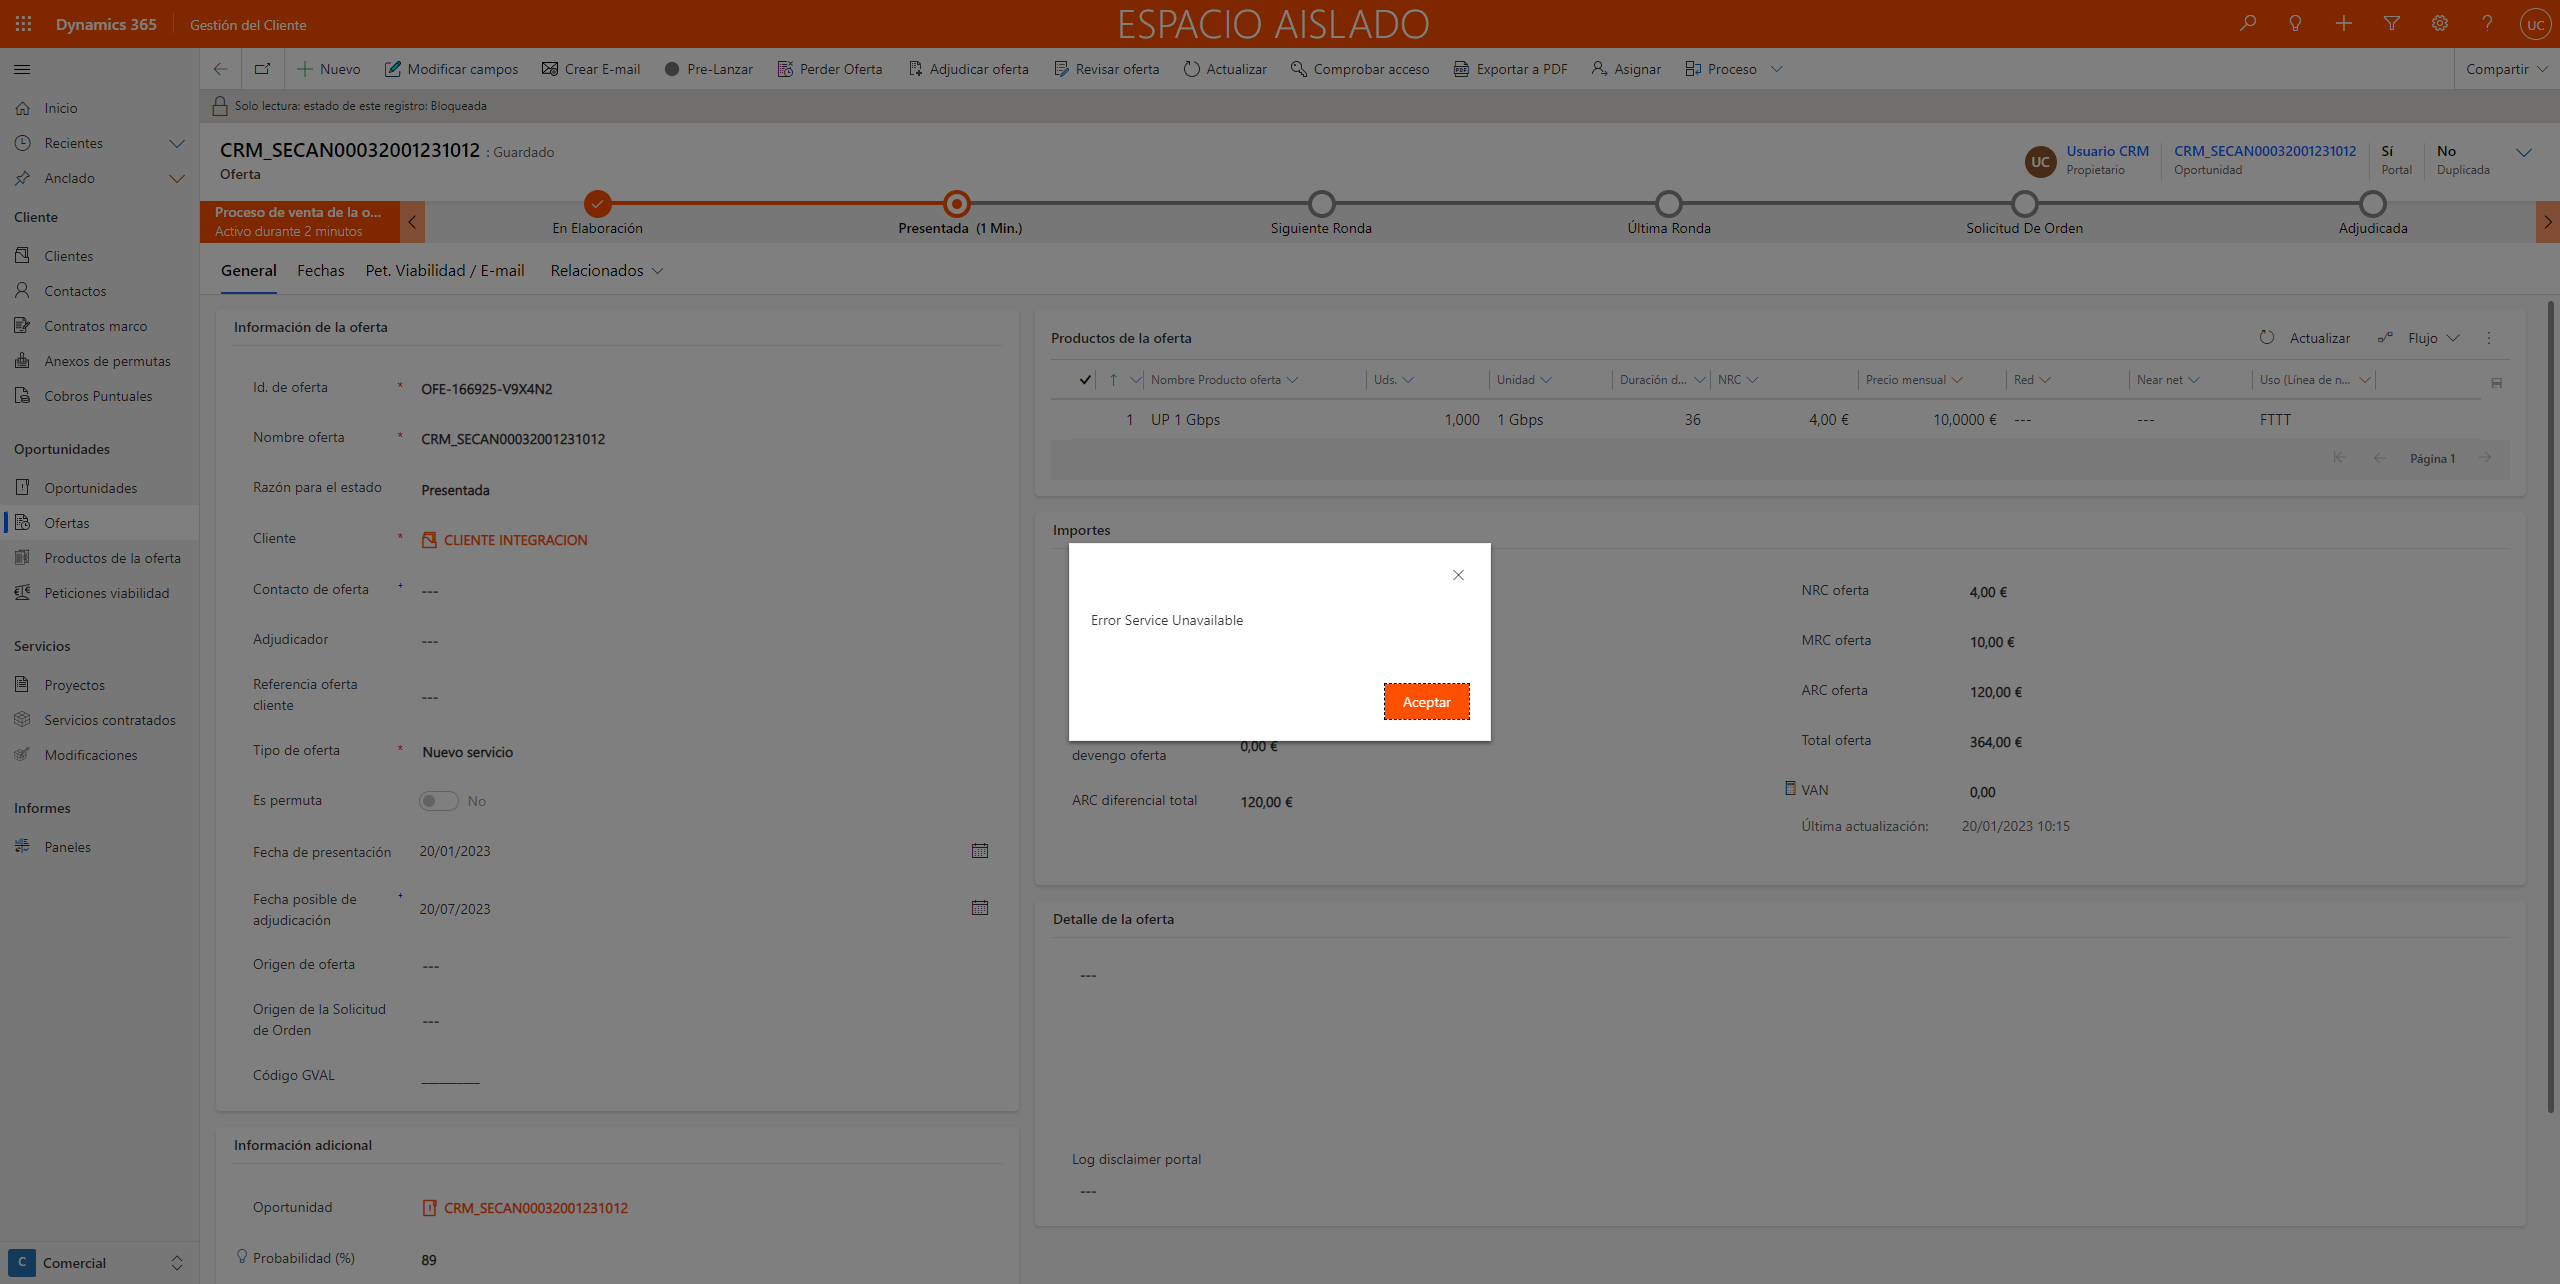 Dynamics 365
Gestión del Cliente
ESPACIO AISLADO
UC
Nuevo
Modificar campos
Crear E-mail
Pre-Lanzar
Perder Oferta
Adjudicar oferta
Revisar oferta
Actualizar
Comprobar acceso
Exportar a PDF
Asignar
Proceso
Compartir
Solo lectura: estado de este registro: Bloqueada
Inicio
Recientes
Anclado
Cliente
Clientes
Contactos
Contratos marco
Anexos de permutas
Cobros Puntuales
Oportunidades
Oportunidades
Ofertas
Productos de la oferta
Peticiones viabilidad
Servicios
Proyectos
Servicios contratados
Modificaciones
Informes
Paneles
C
Comercial
CRM_SECAN00032001231012 : Guardado
Oferta
UC
Usuario CRM
Propietario
CRM_SECAN00032001231012
Oportunidad
Sí
Portal
No
Duplicada
Proceso de venta de la o...
Activo durante 2 minutos
En Elaboración
Presentada (1 Min.)
Siguiente Ronda
Última Ronda
Solicitud De Orden
Adjudicada
General
Fechas
Pet. Viabilidad / E-mail
Relacionados
Información de la oferta
Id. de oferta * OFE-166925-V9X4N2
Nombre oferta * CRM_SECAN00032001231012
Razón para el estado Presentada
Cliente * CLIENTE INTEGRACION
Contacto de oferta + ---
Adjudicador ---
Referencia oferta
cliente ---
Tipo de oferta * Nuevo servicio
Es permuta No
Fecha de presentación 20/01/2023
Fecha posible de
adjudicación + 20/07/2023
Origen de oferta ---
Origen de la Solicitud
de Orden ---
Código GVAL
Información adicional
Oportunidad CRM_SECAN00032001231012
Probabilidad (%) 89
Productos de la oferta
Actualizar
Flujo
Nombre Producto oferta
Uds.
Unidad
Duración d...
NRC
Precio mensual
Red
Near net
Uso (Línea de n...
1 UP 1 Gbps 1,000 1 Gbps 36 4,00 € 10,0000 € --- --- FTTT
Página 1
Importes
Error Service Unavailable
Aceptar
0,00 €
devengo oferta
ARC diferencial total 120,00 €
NRC oferta 4,00 €
MRC oferta 10,00 €
ARC oferta 120,00 €
Total oferta 364,00 €
VAN 0,00
Última actualización: 20/01/2023 10:15
Detalle de la oferta
---
Log disclaimer portal
---